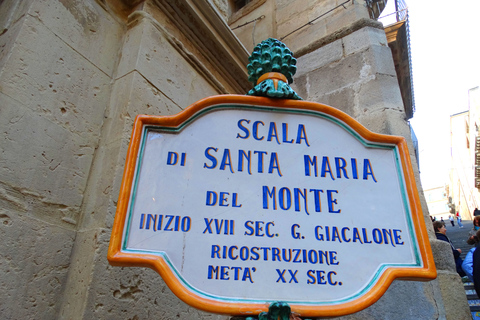 SCALA
DI SANTA MARIA
DEL MONTE
INIZIO XVII SEC. G. GIACALONE
RICOSTRUZIONE
META' XX SEC.